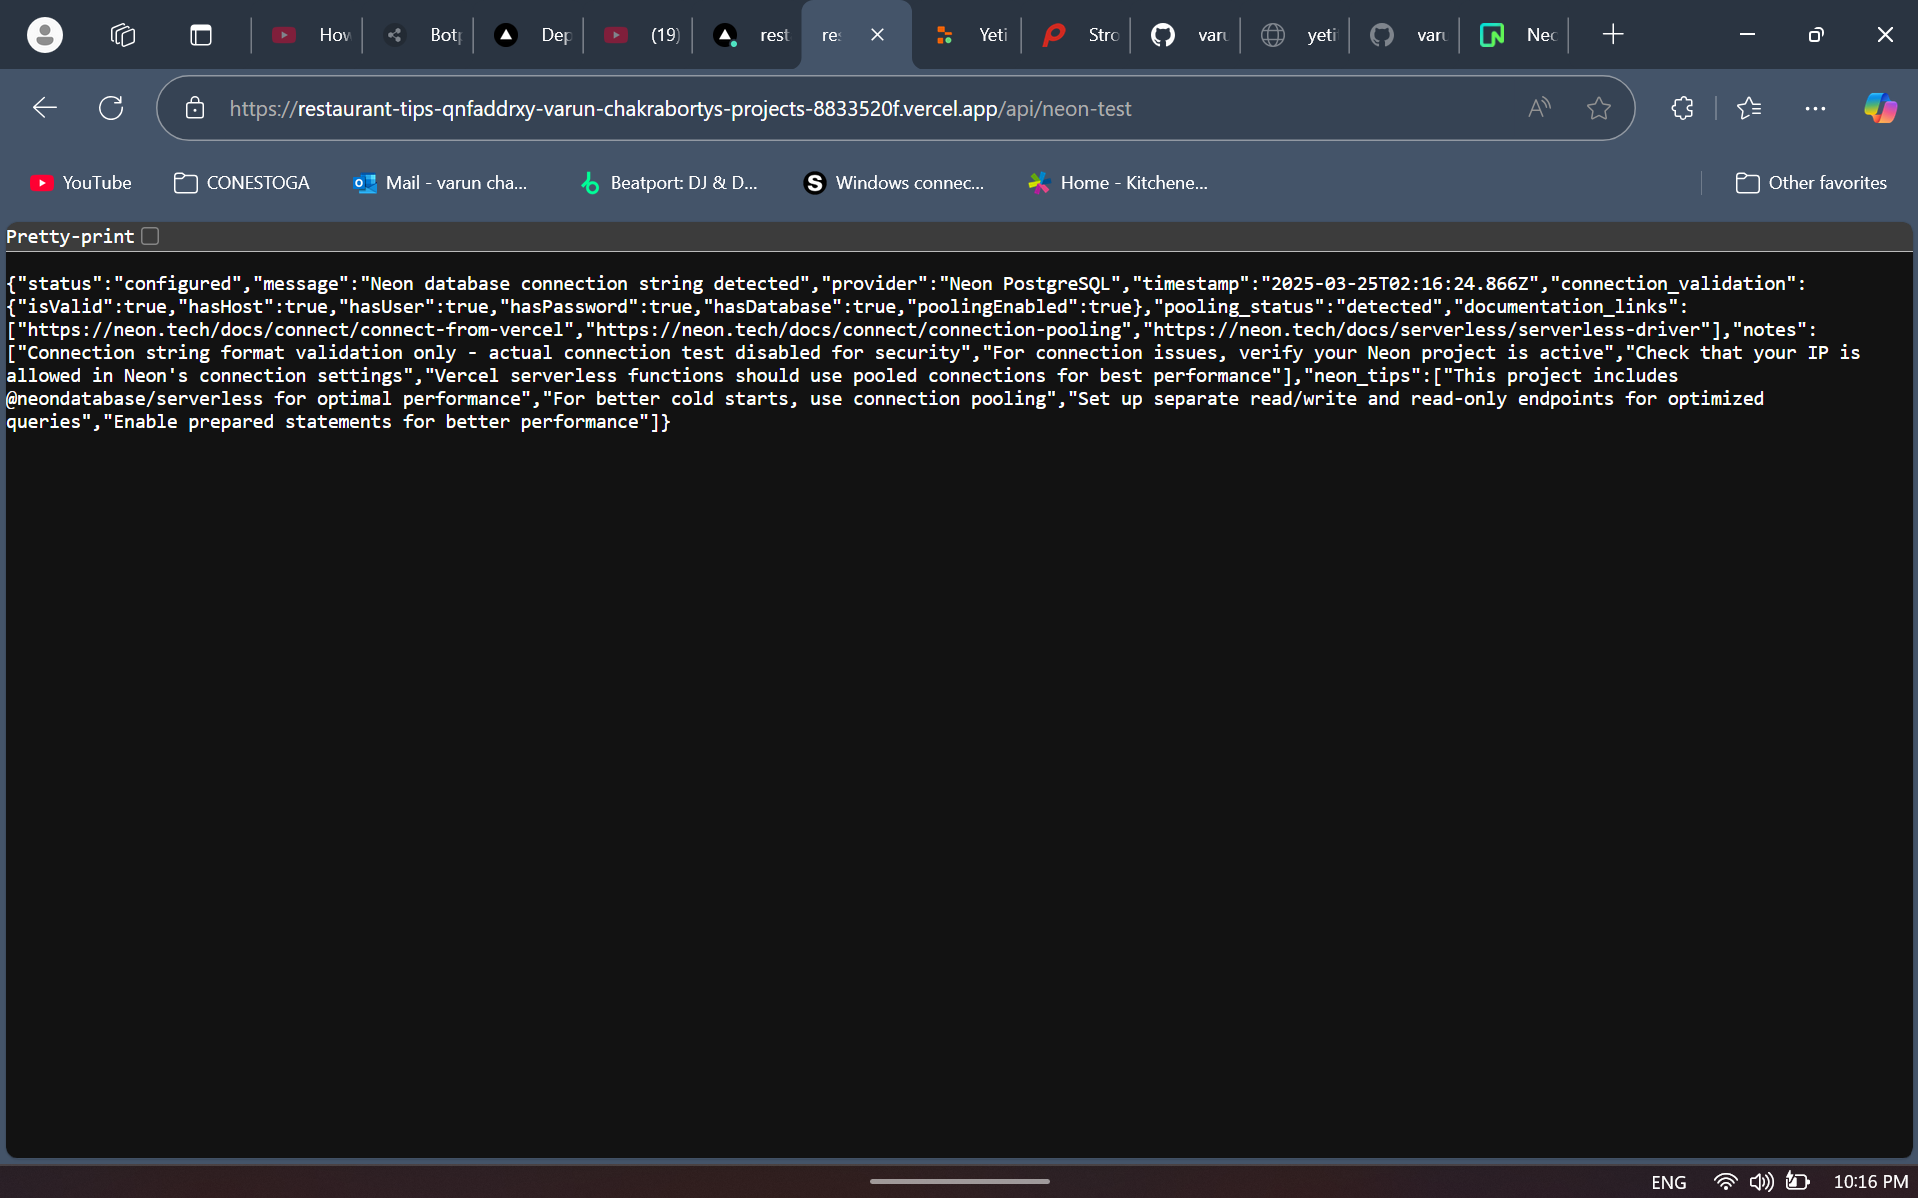 How
Dep
(19)
rest
Yeti
Stro
https://restaurant-tips-qnfaddrxy-varun-chakrabortys-projects-8833520f.vercel.app/api/neon-test
YouTube
CONESTOGA
Mail - varun cha...
Beatport: DJ & D...
Windows connec...
Home - Kitchene...
Other favorites
Pretty-print
{"status":"configured","message":"Neon database connection string detected","provider":"Neon PostgreSQL","timestamp":"2025-03-25T02:16:24.866Z","connection_validation":
{"isValid":true,"hasHost":true,"hasUser":true,"hasPassword":true,"hasDatabase":true,"poolingEnabled":true},"pooling_status":"detected","documentation_links":
["https://neon.tech/docs/connect/connect-from-vercel","https://neon.tech/docs/connect/connection-pooling","https://neon.tech/docs/serverless/serverless-driver"],"notes":
["Connection string format validation only - actual connection test disabled for security","For connection issues, verify your Neon project is active","Check that your IP is
allowed in Neon's connection settings","Vercel serverless functions should use pooled connections for best performance"],"neon_tips":["This project includes
@neondatabase/serverless for optimal performance","For better cold starts, use connection pooling","Set up separate read/write and read-only endpoints for optimized
queries","Enable prepared statements for better performance"]}
ENG
10:16 PM